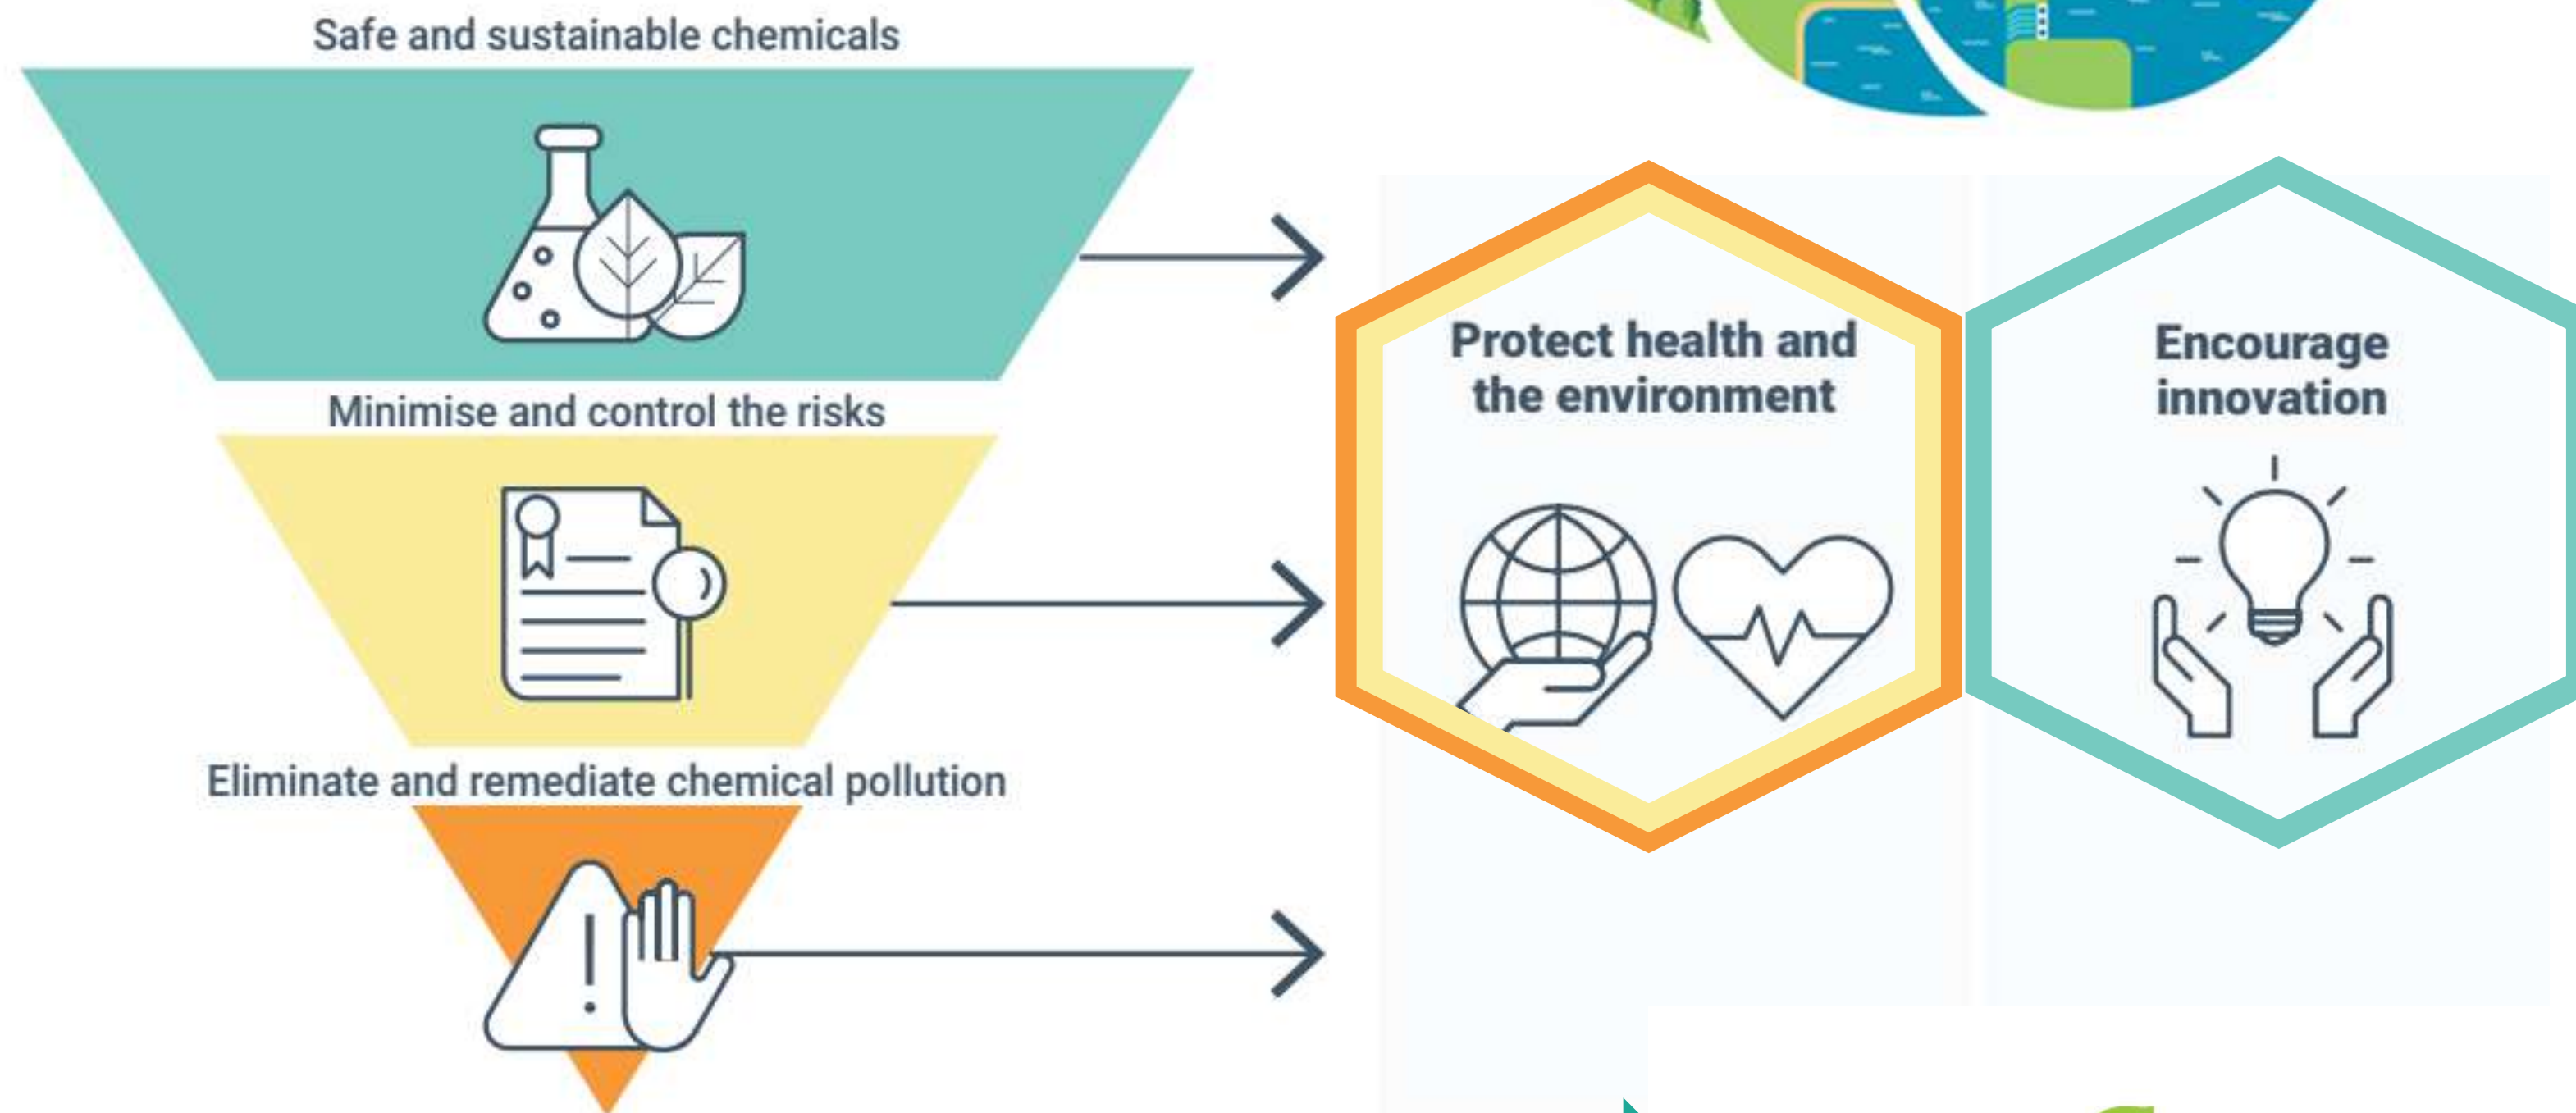 Safe and sustainable chemicals
Minimise and control the risks
Eliminate and remediate chemical pollution
Protect health and
the environment
Encourage
innovation